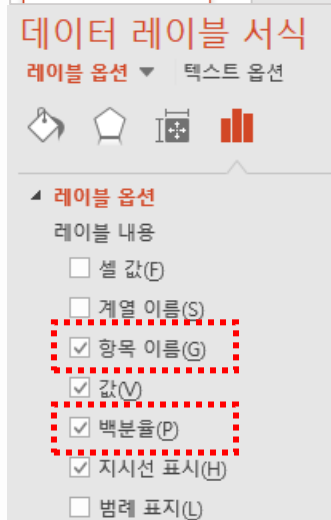 데이터 레이블 서식
레이블 옵션 ▼ 텍스트 옵션
레이블 옵션
레이블 내용
셀 값(F)
계열 이름(S)
항목 이름(G)
값(V)
백분율(P)
지시선 표시(H)
범례 표지(L)